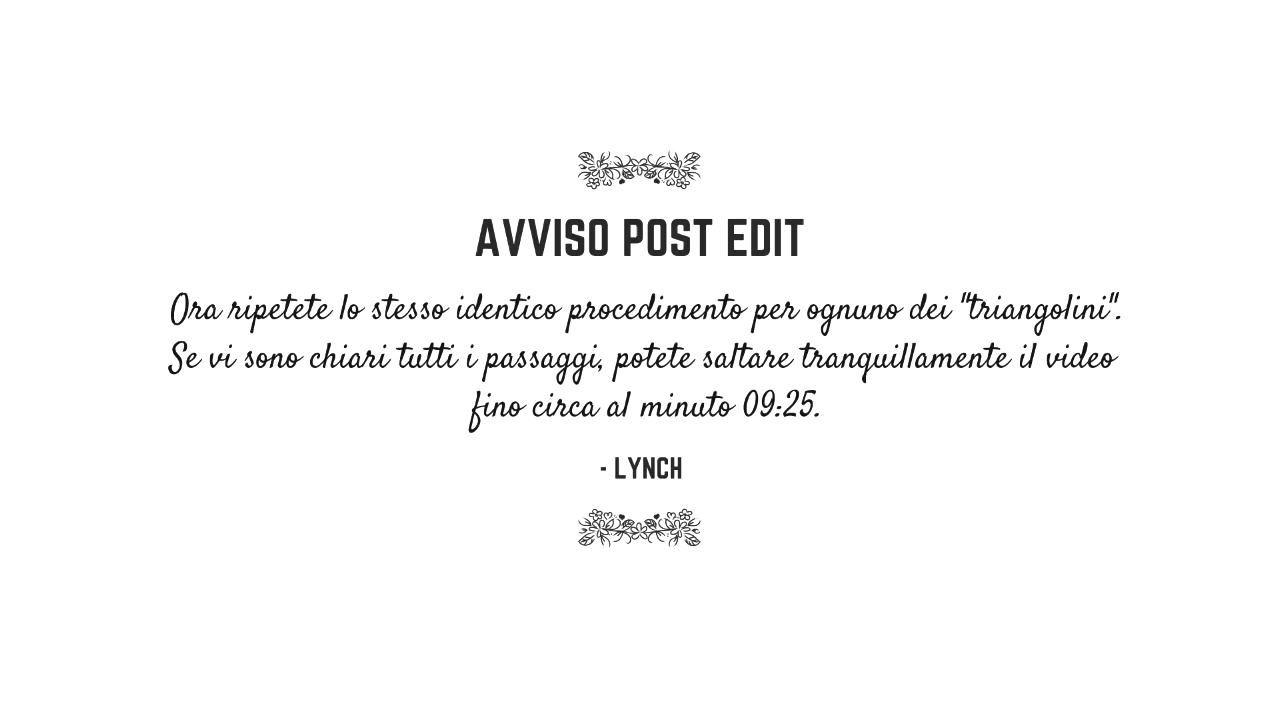 AVVISO POST EDIT
Ora ripetete lo stesso identico procedimento per ognuno dei "triangolini".
Se vi sono chiari tutti i passaggi, potete saltare tranquillamente il video
fino circa al minuto 09:25.
- LYNCH